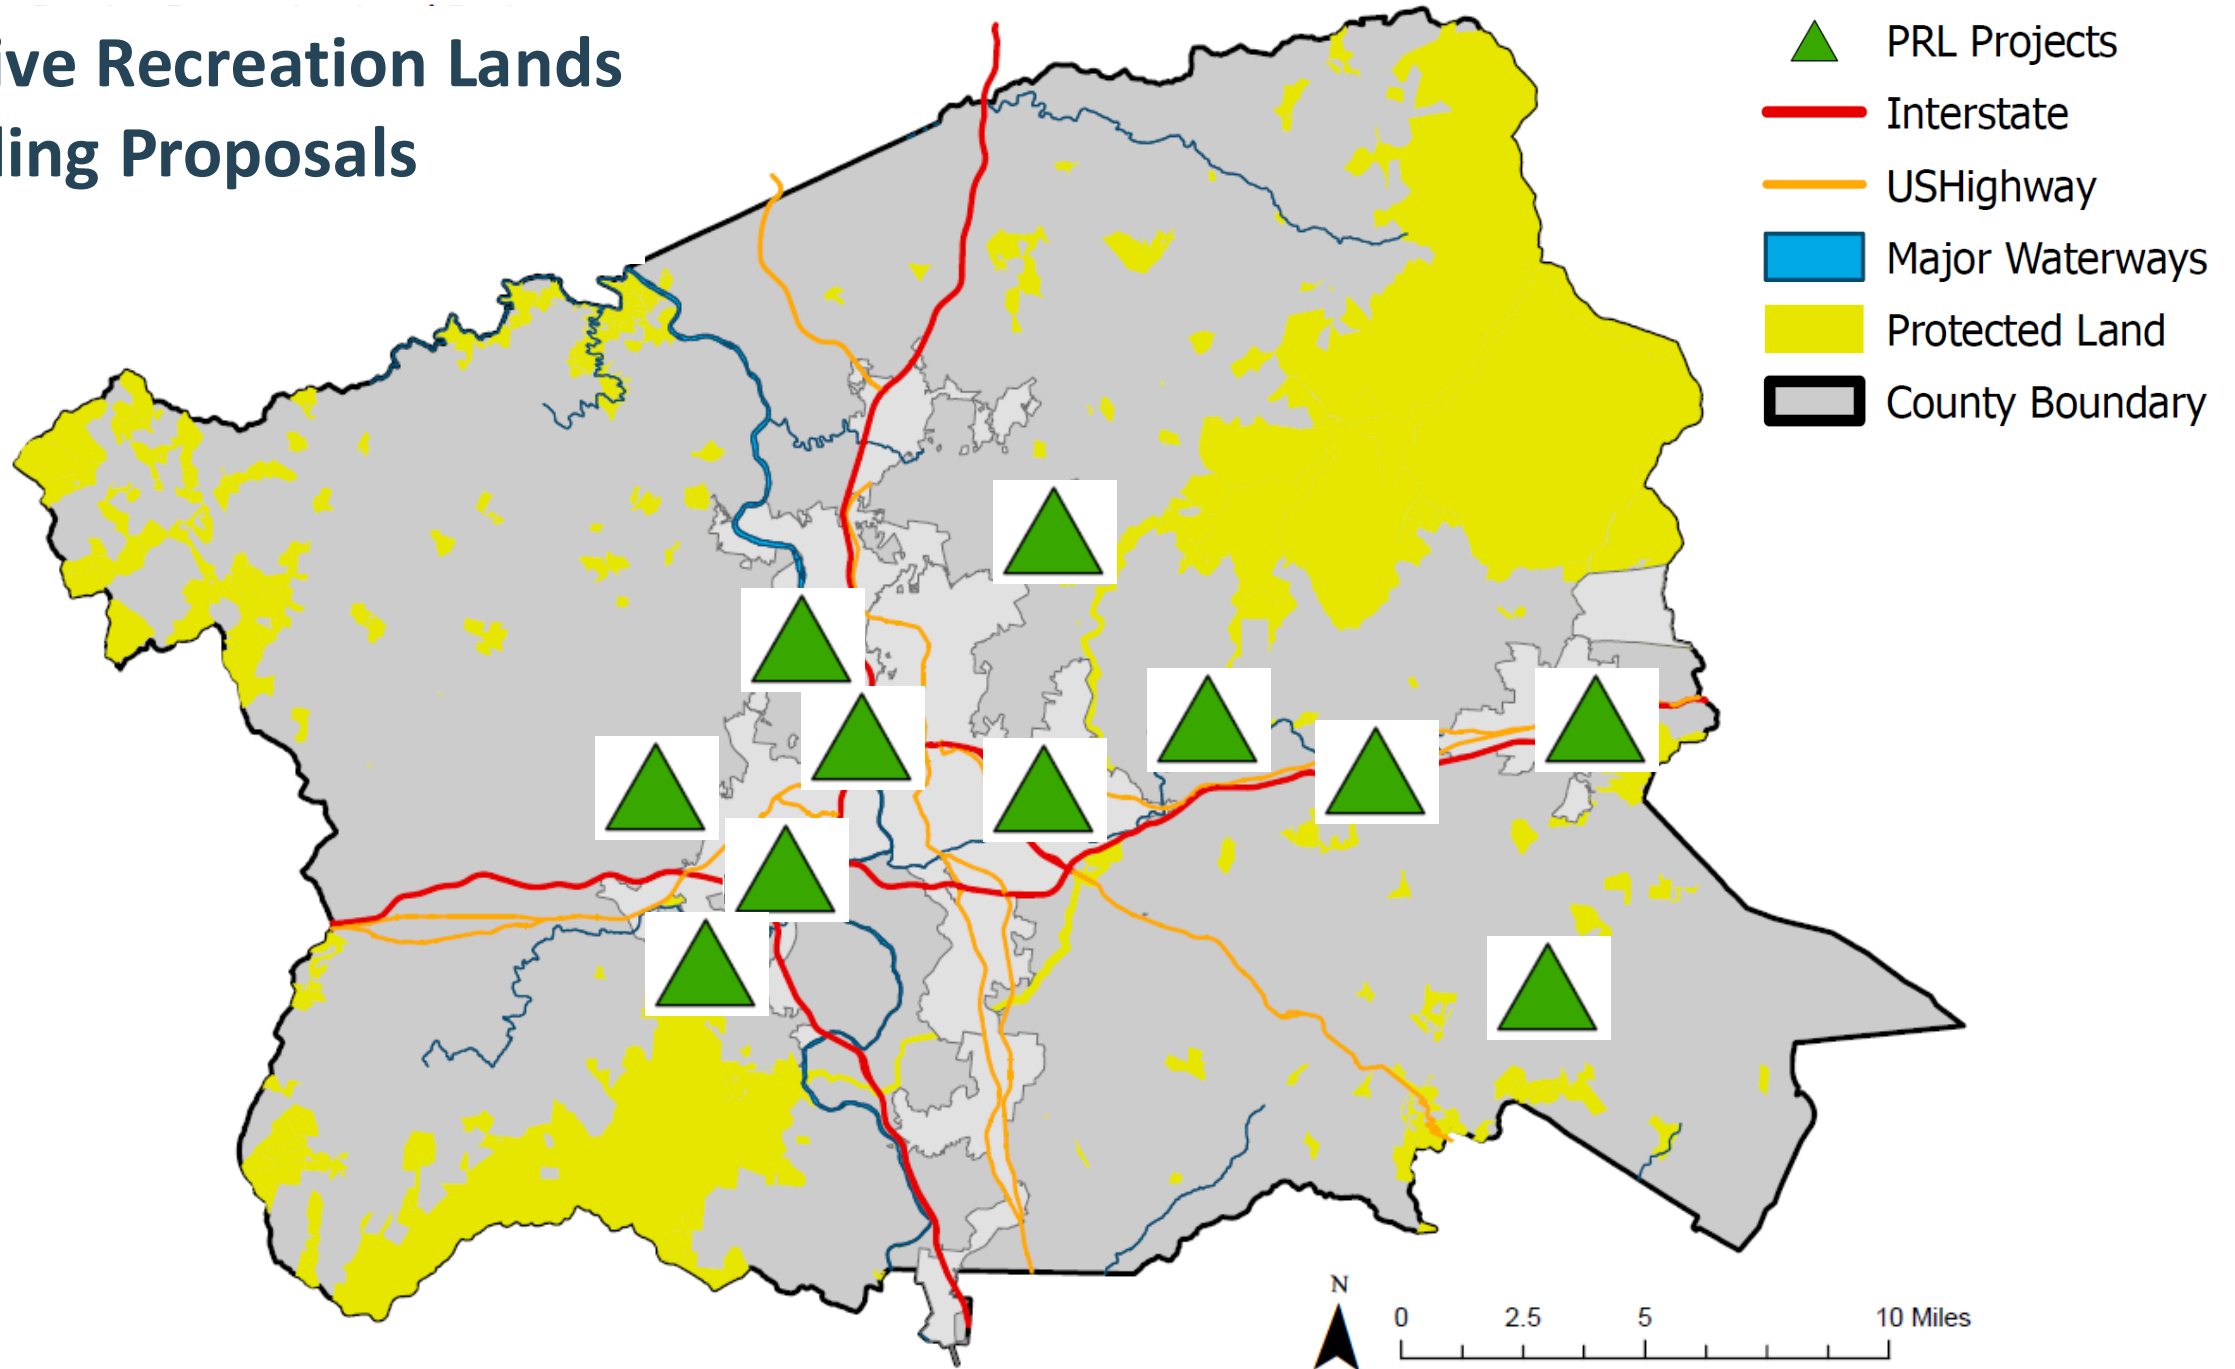 ive Recreation Lands
ling Proposals
PRL Projects
Interstate
USHighway
Major Waterways
Protected Land
County Boundary
N
0 2.5 5 10 Miles